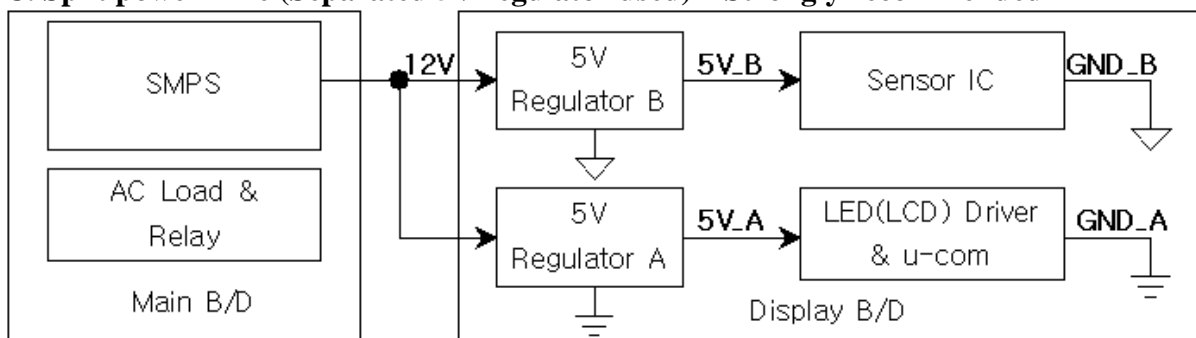 SMPS
AC Load &
Relay
Main B/D
12V
5V
Regulator B
5V_B
Sensor IC
GND_B
5V
Regulator A
5V_A
LED(LCD) Driver
& u-com
GND_A
Display B/D